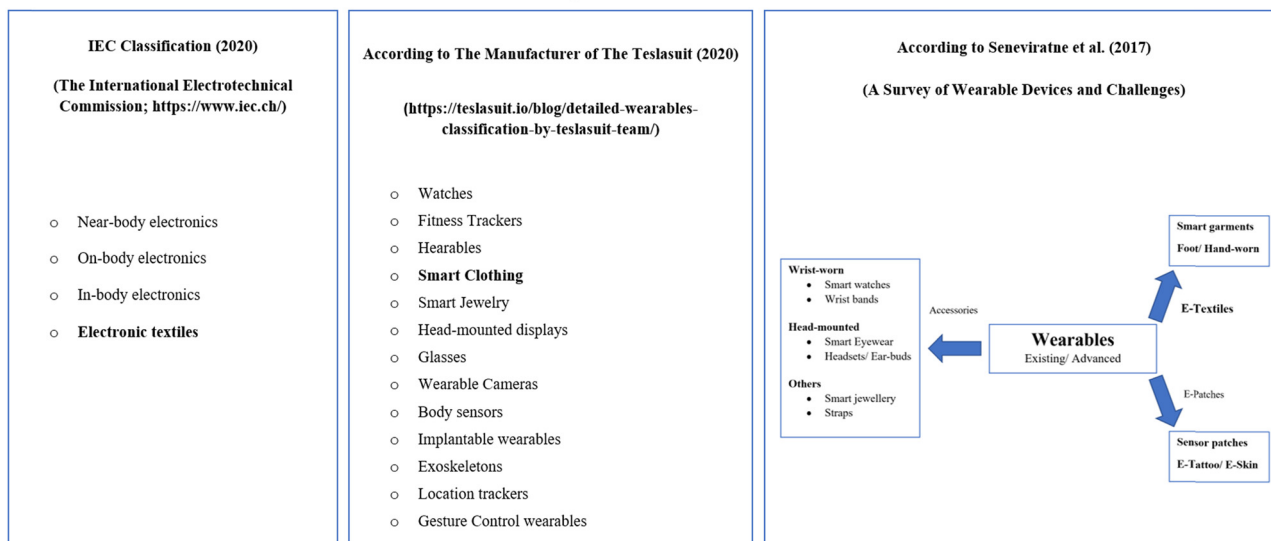 IEC Classification (2020)
(The International Electrotechnical
Commission; https://www.iec.ch/)
o Near-body electronics
o On-body electronics
o In-body electronics
o Electronic textiles
According to The Manufacturer of The Teslasuit (2020)
(https://teslasuit.io/blog/detailed-wearables-
classification-by-teslasuit-team/)
o Watches
o Fitness Trackers
o Hearables
o Smart Clothing
o Smart Jewelry
o Head-mounted displays
o Glasses
o Wearable Cameras
o Body sensors
o Implantable wearables
o Exoskeletons
o Location trackers
o Gesture Control wearables
According to Seneviratne et al. (2017)
(A Survey of Wearable Devices and Challenges)
Wrist-worn
• Smart watches
• Wrist bands
Head-mounted
• Smart Eyewear
• Headsets/ Ear-buds
Others
• Smart jewellery
• Straps
Accessories
Wearables
Existing/ Advanced
Smart garments
Foot/ Hand-worn
E-Textiles
E-Patches
Sensor patches
E-Tattoo/ E-Skin